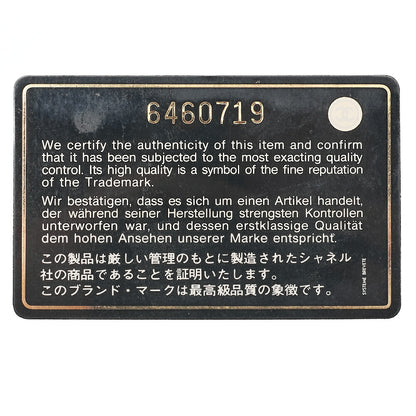 6460719
We certify the authenticity of this item and confirm
that it has been subjected to the most exacting quality
control. Its high quality is a symbol of the fine reputation
of the Trademark.
Wir bestätigen, dass es sich um einen Artikel handelt,
der während seiner Herstellung strengsten Kontrollen
unterworfen war, und dessen erstklassige Qualität
dem hohen Ansehen unserer Marke entspricht.
この製品は厳しい管理のもとに製造されたシャネル
社の商品であることを証明いたします。
このブランド・マークは最高級品質の象徴です。